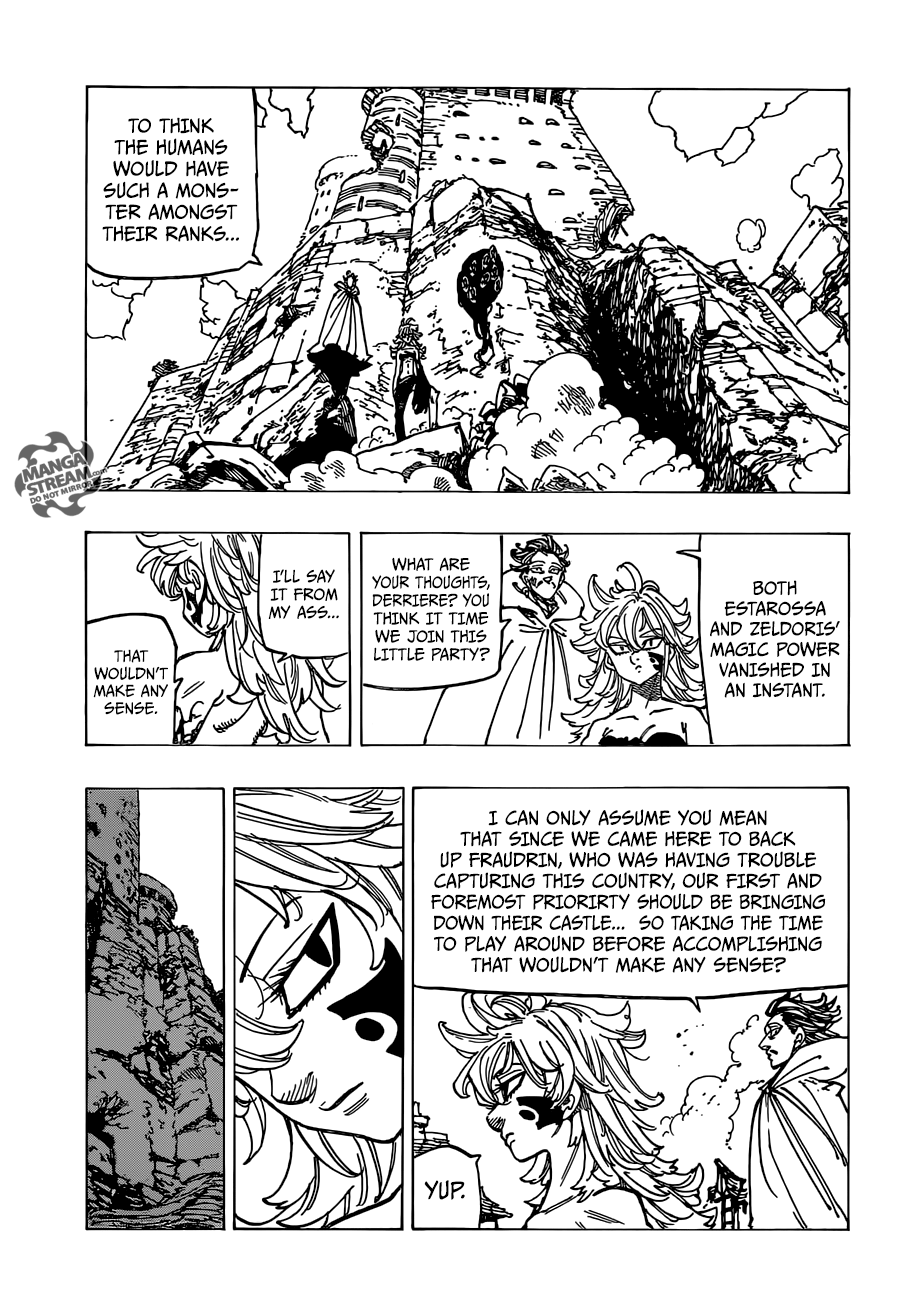 TO THINK
THE HUMANS
WOULD HAVE
SUCH A MONS-
TER AMONGST
THEIR RANKS...
MANGA
STREAM.com
DO NOT MIRROR
BOTH
ESTAROSSA
AND ZELDORIS'
MAGIC POWER
VANISHED IN
AN INSTANT.
WHAT ARE
YOUR THOUGHTS,
DERRIERE? YOU
THINK IT TIME
WE JOIN THIS
LITTLE PARTY?
I'LL SAY
IT FROM
MY ASS...
THAT
WOULDN'T
MAKE ANY
SENSE.
I CAN ONLY ASSUME YOU MEAN
THAT SINCE WE CAME HERE TO BACK
UP FRAUDRIN, WHO WAS HAVING TROUBLE
CAPTURING THIS COUNTRY, OUR FIRST AND
FOREMOST PRIORIRTY SHOULD BE BRINGING
DOWN THEIR CASTLE... SO TAKING THE TIME
TO PLAY AROUND BEFORE ACCOMPLISHING
THAT WOULDN'T MAKE ANY SENSE?
YUP.